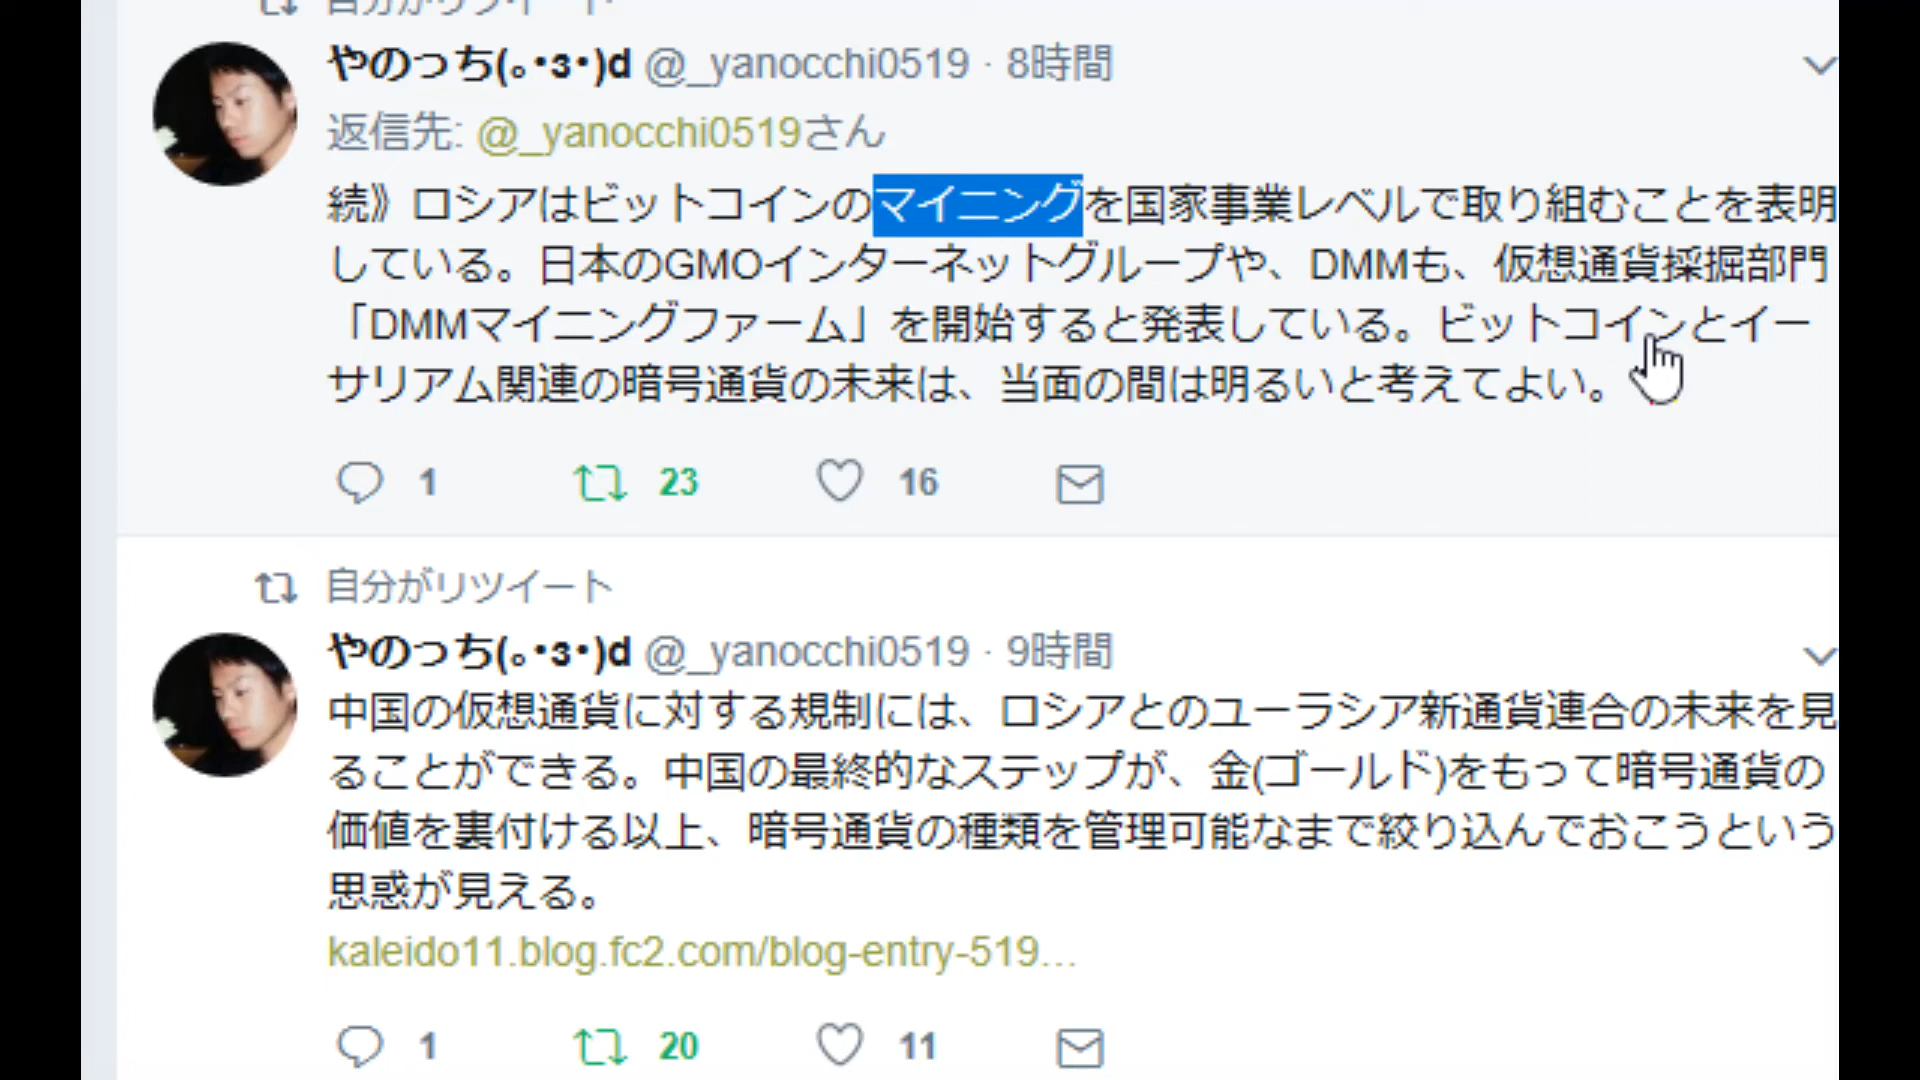 自分がリツイート
やのっち(｡･з･)d @_yanocchi0519 · 8時間
返信先: @_yanocchi0519さん
続》ロシアはビットコインのマイニングを国家事業レベルで取り組むことを表明
している。日本のGMOインターネットグループや、DMMも、仮想通貨採掘部門
「DMMマイニングファーム」を開始すると発表している。ビットコインとイー
サリアム関連の暗号通貨の未来は、当面の間は明るいと考えてよい。
1 23 16
自分がリツイート
やのっち(｡･з･)d @_yanocchi0519 · 9時間
中国の仮想通貨に対する規制には、ロシアとのユーラシア新通貨連合の未来を見
ることができる。中国の最終的なステップが、金(ゴールド)をもって暗号通貨の
価値を裏付ける以上、暗号通貨の種類を管理可能なまで絞り込んでおこうという
思惑が見える。
kaleido11.blog.fc2.com/blog-entry-519…
1 20 11